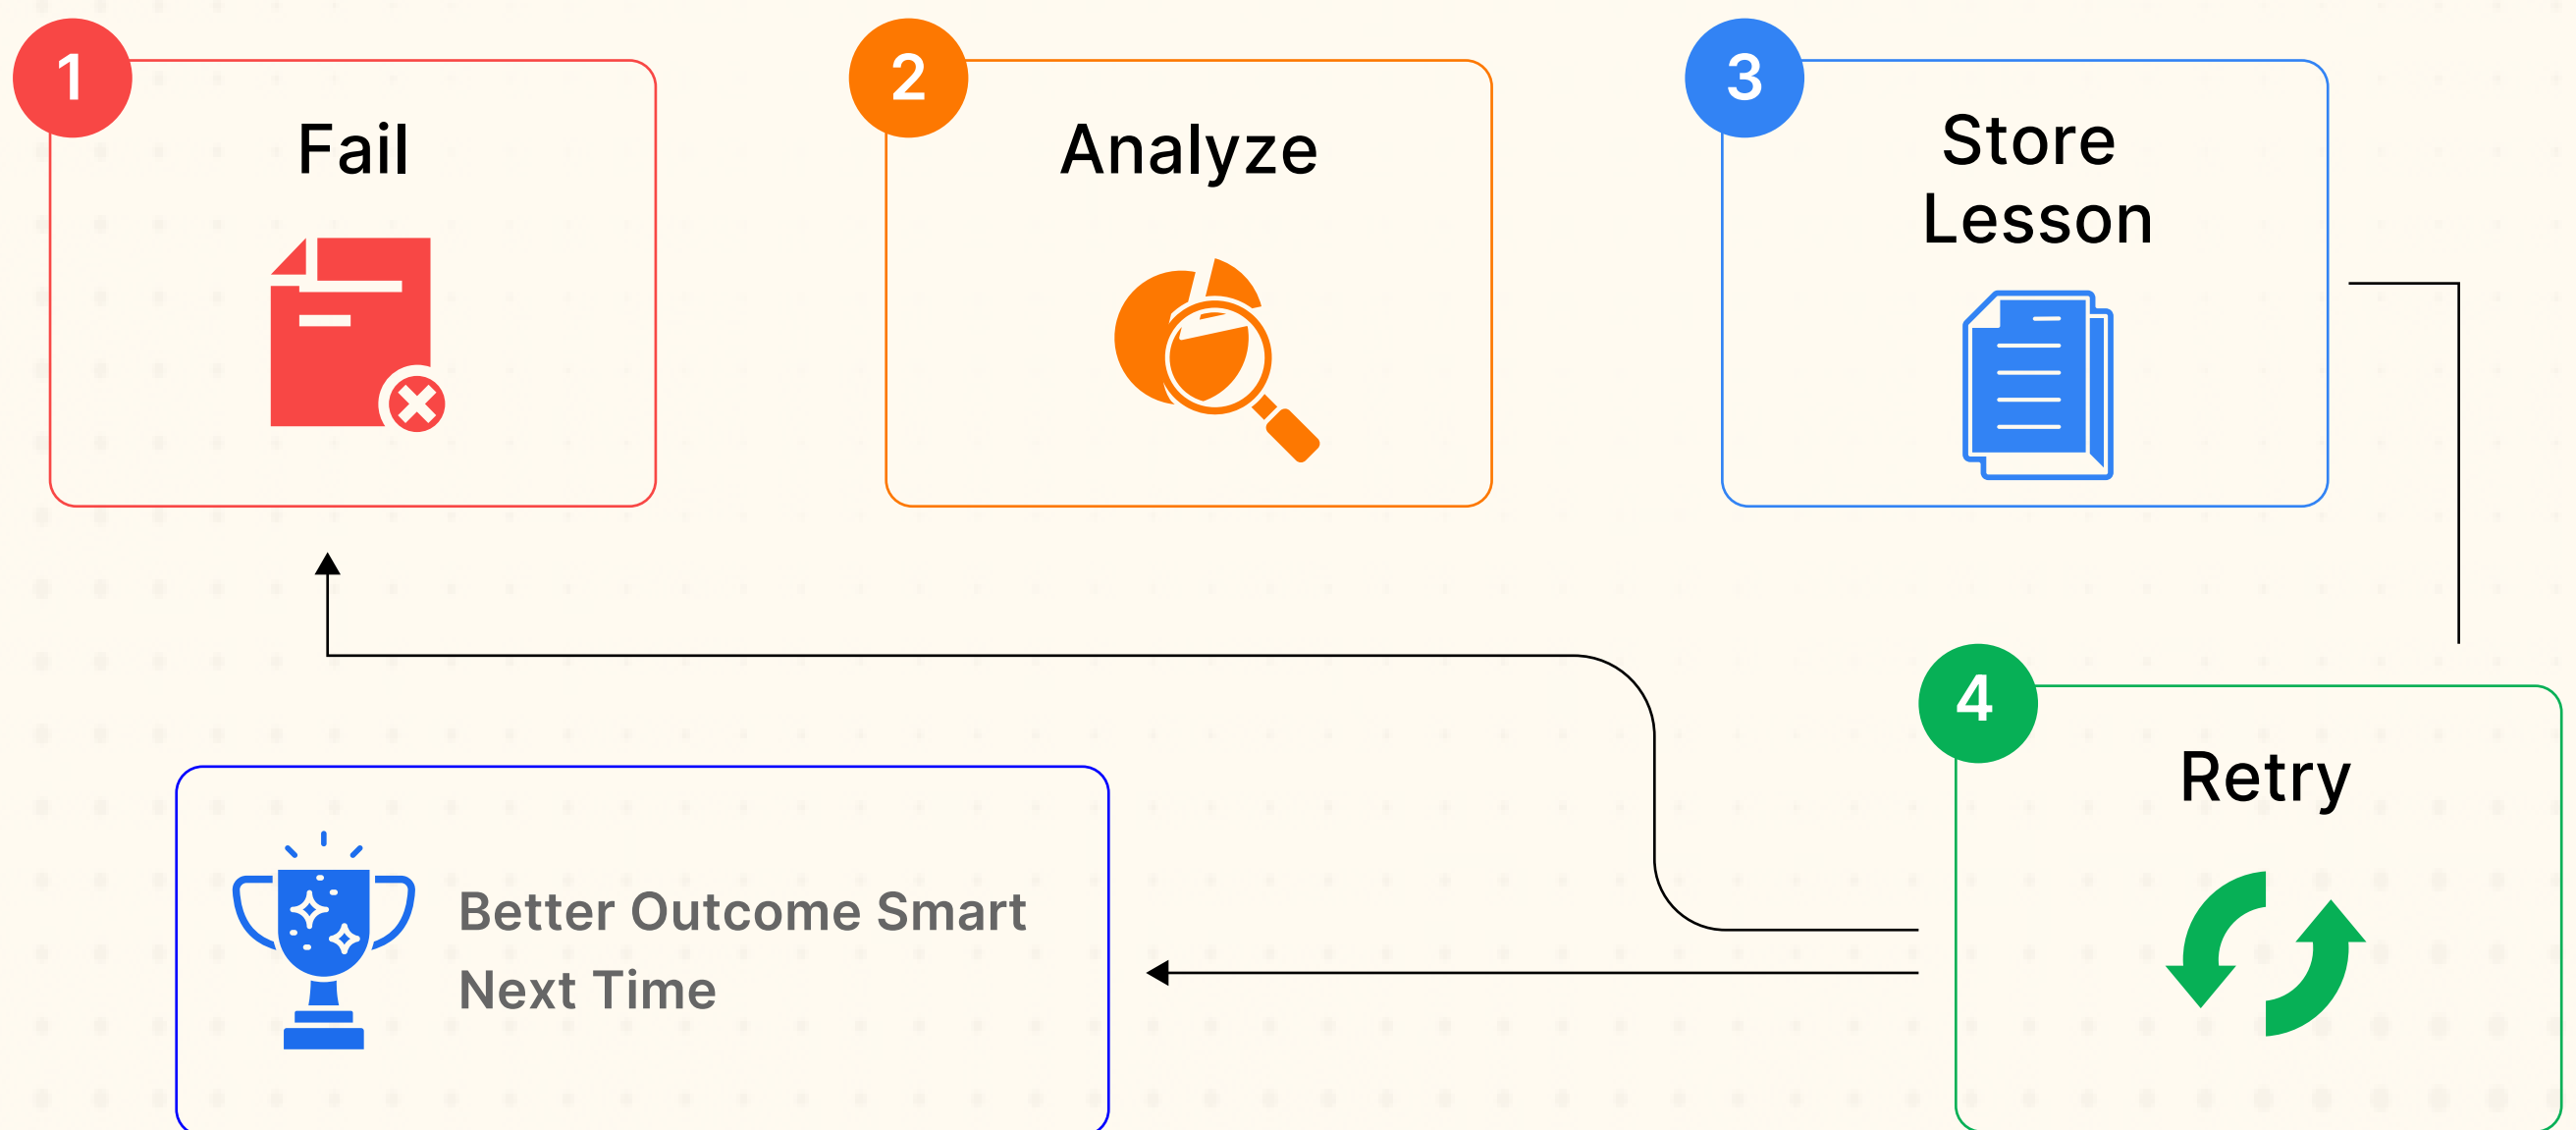 1
Fail
2
Analyze
3
Store
Lesson
4
Retry
Better Outcome Smart
Next Time